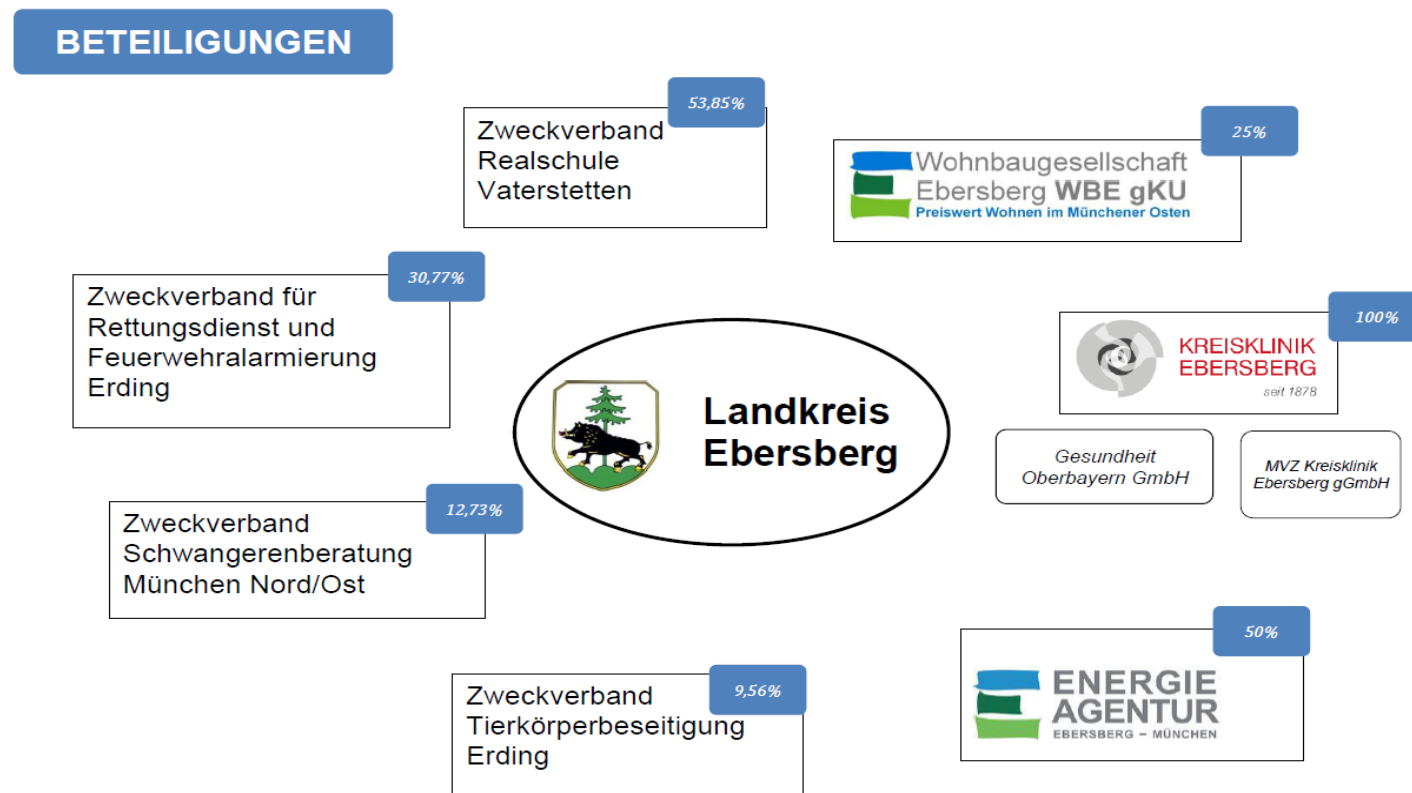 BETEILIGUNGEN
53,85%
Zweckverband
Realschule
Vaterstetten
25%
Wohnbaugesellschaft
Ebersberg WBE gKU
Preiswert Wohnen im Münchener Osten
30,77%
Zweckverband für
Rettungsdienst und
Feuerwehralarmierung
Erding
100%
KREISKLINIK
EBERSBERG
seit 1878
Landkreis
Ebersberg
Gesundheit
Oberbayern GmbH
MVZ Kreisklinik
Ebersberg gGmbH
12,73%
Zweckverband
Schwangerenberatung
München Nord/Ost
50%
ENERGIE
AGENTUR
EBERSBERG – MÜNCHEN
9,56%
Zweckverband
Tierkörperbeseitigung
Erding